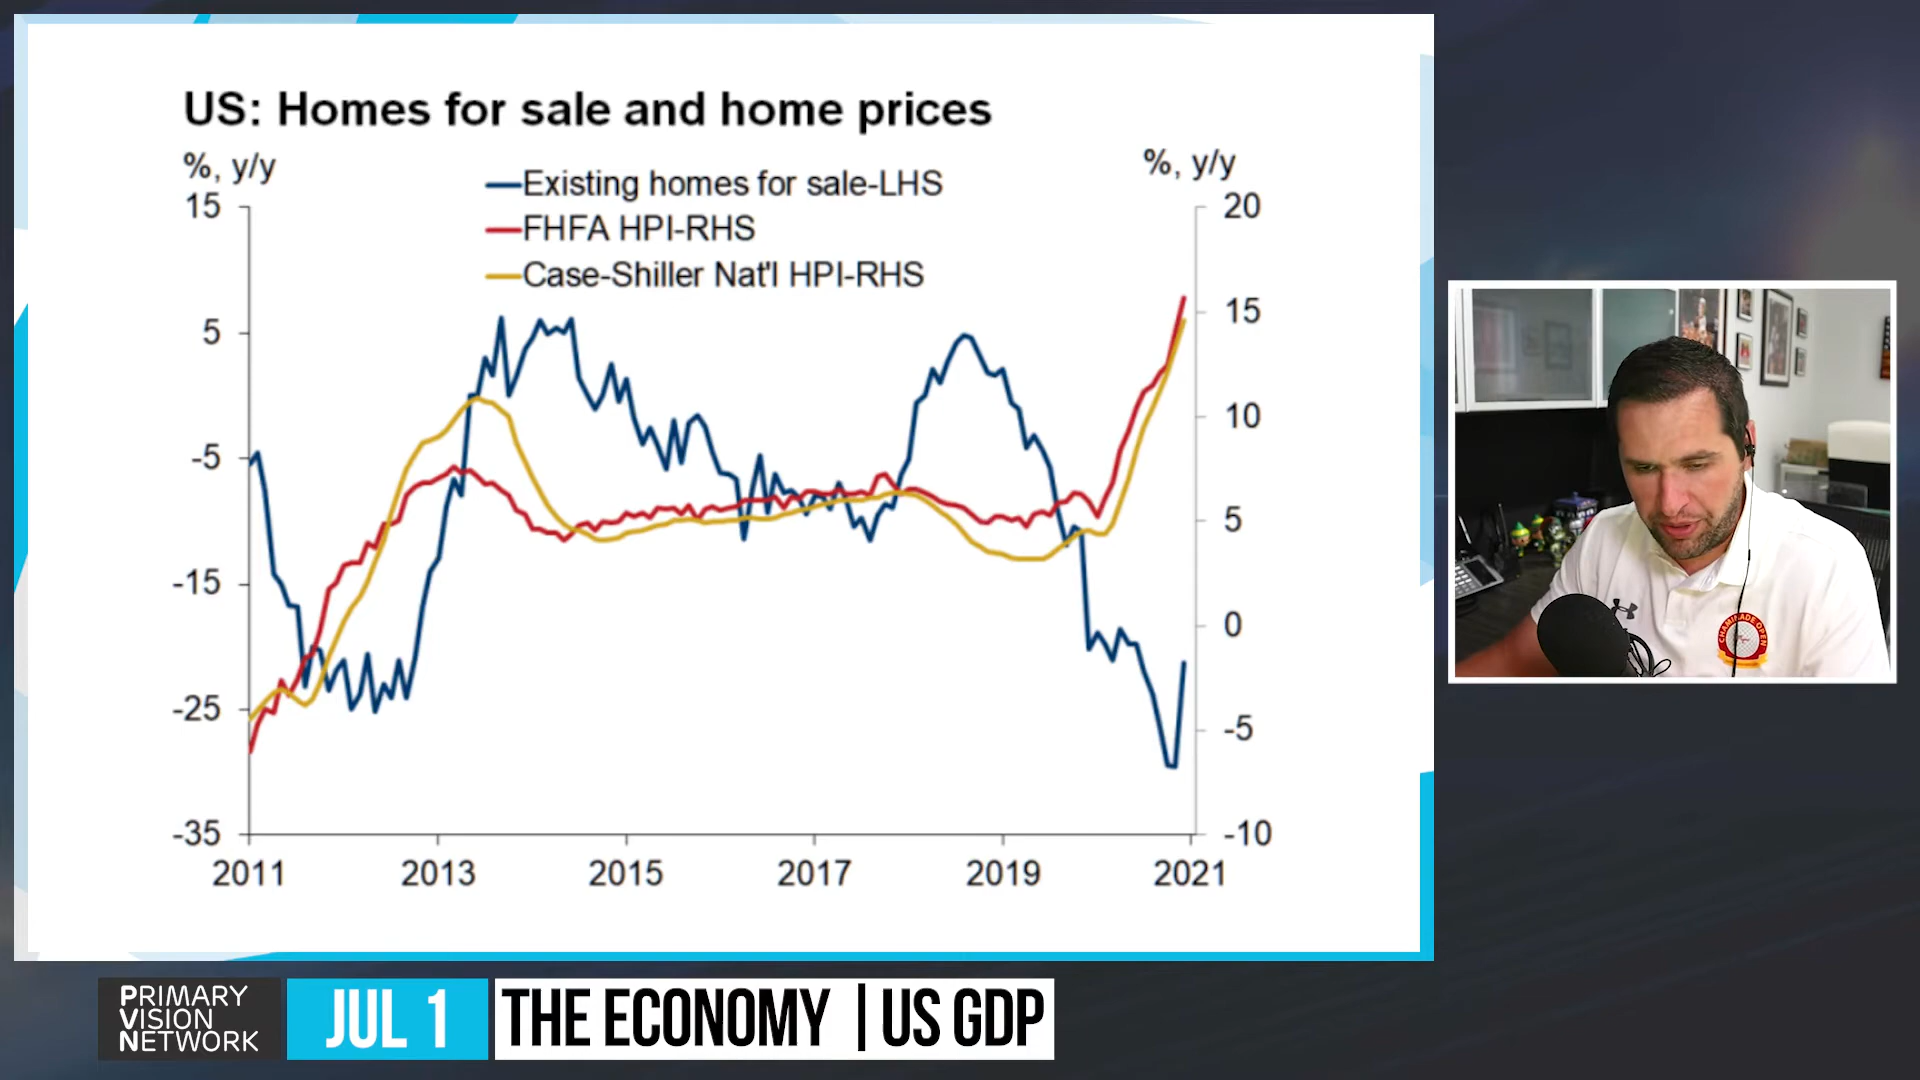 US: Homes for sale and home prices
%, y/y
%, y/y
Existing homes for sale-LHS
FHFA HPI-RHS
Case-Shiller Nat'l HPI-RHS
15
5
-5
-15
-25
-35
20
15
10
5
0
-5
-10
2011
2013
2015
2017
2019
2021
CHAMINADE OPEN
PRIMARY
VISION
NETWORK
JUL 1
THE ECONOMY | US GDP